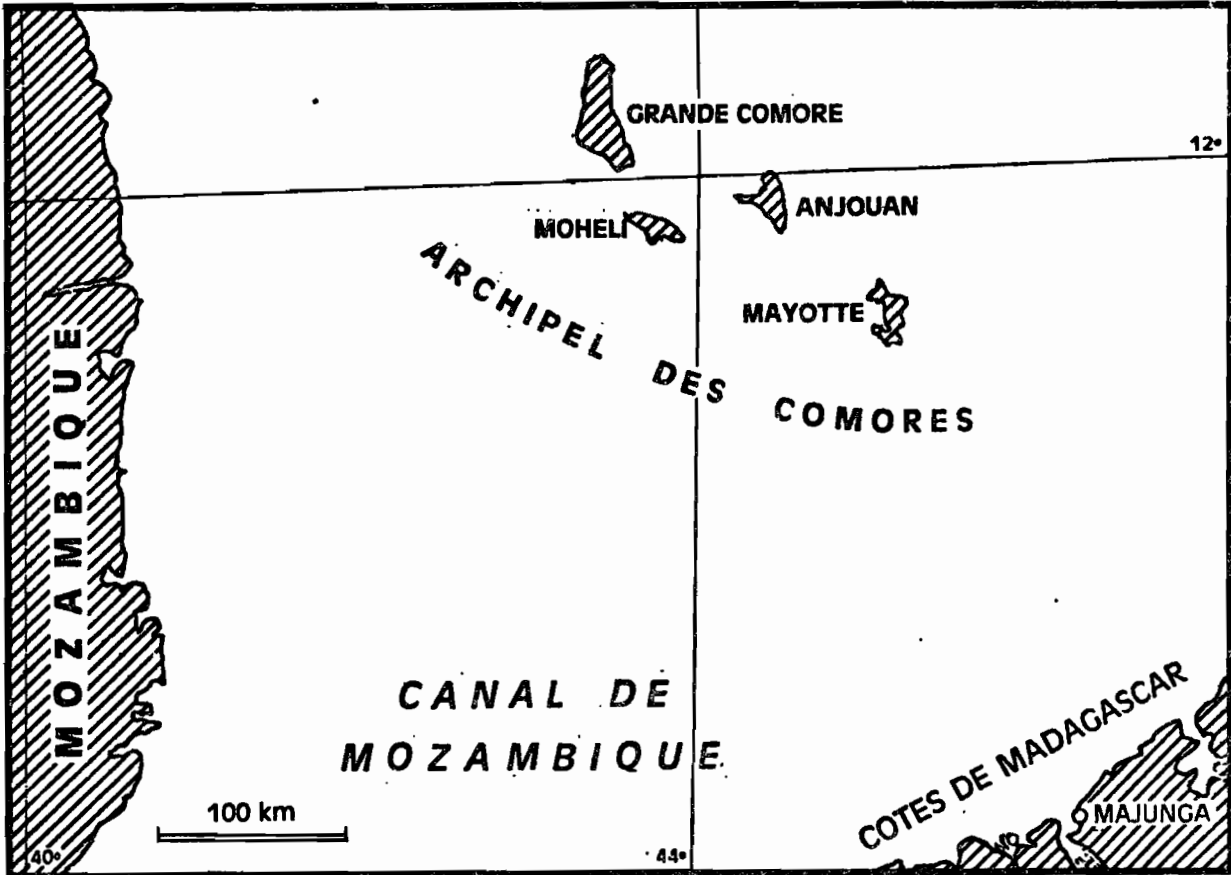 GRANDE COMORE
12°
ANJOUAN
MOHELI
ARCHIPEL DES COMORES
MAYOTTE
MOZAMBIQUE
CANAL DE
MOZAMBIQUE
COTES DE MADAGASCAR
MAJUNGA
100 km
40°
44°